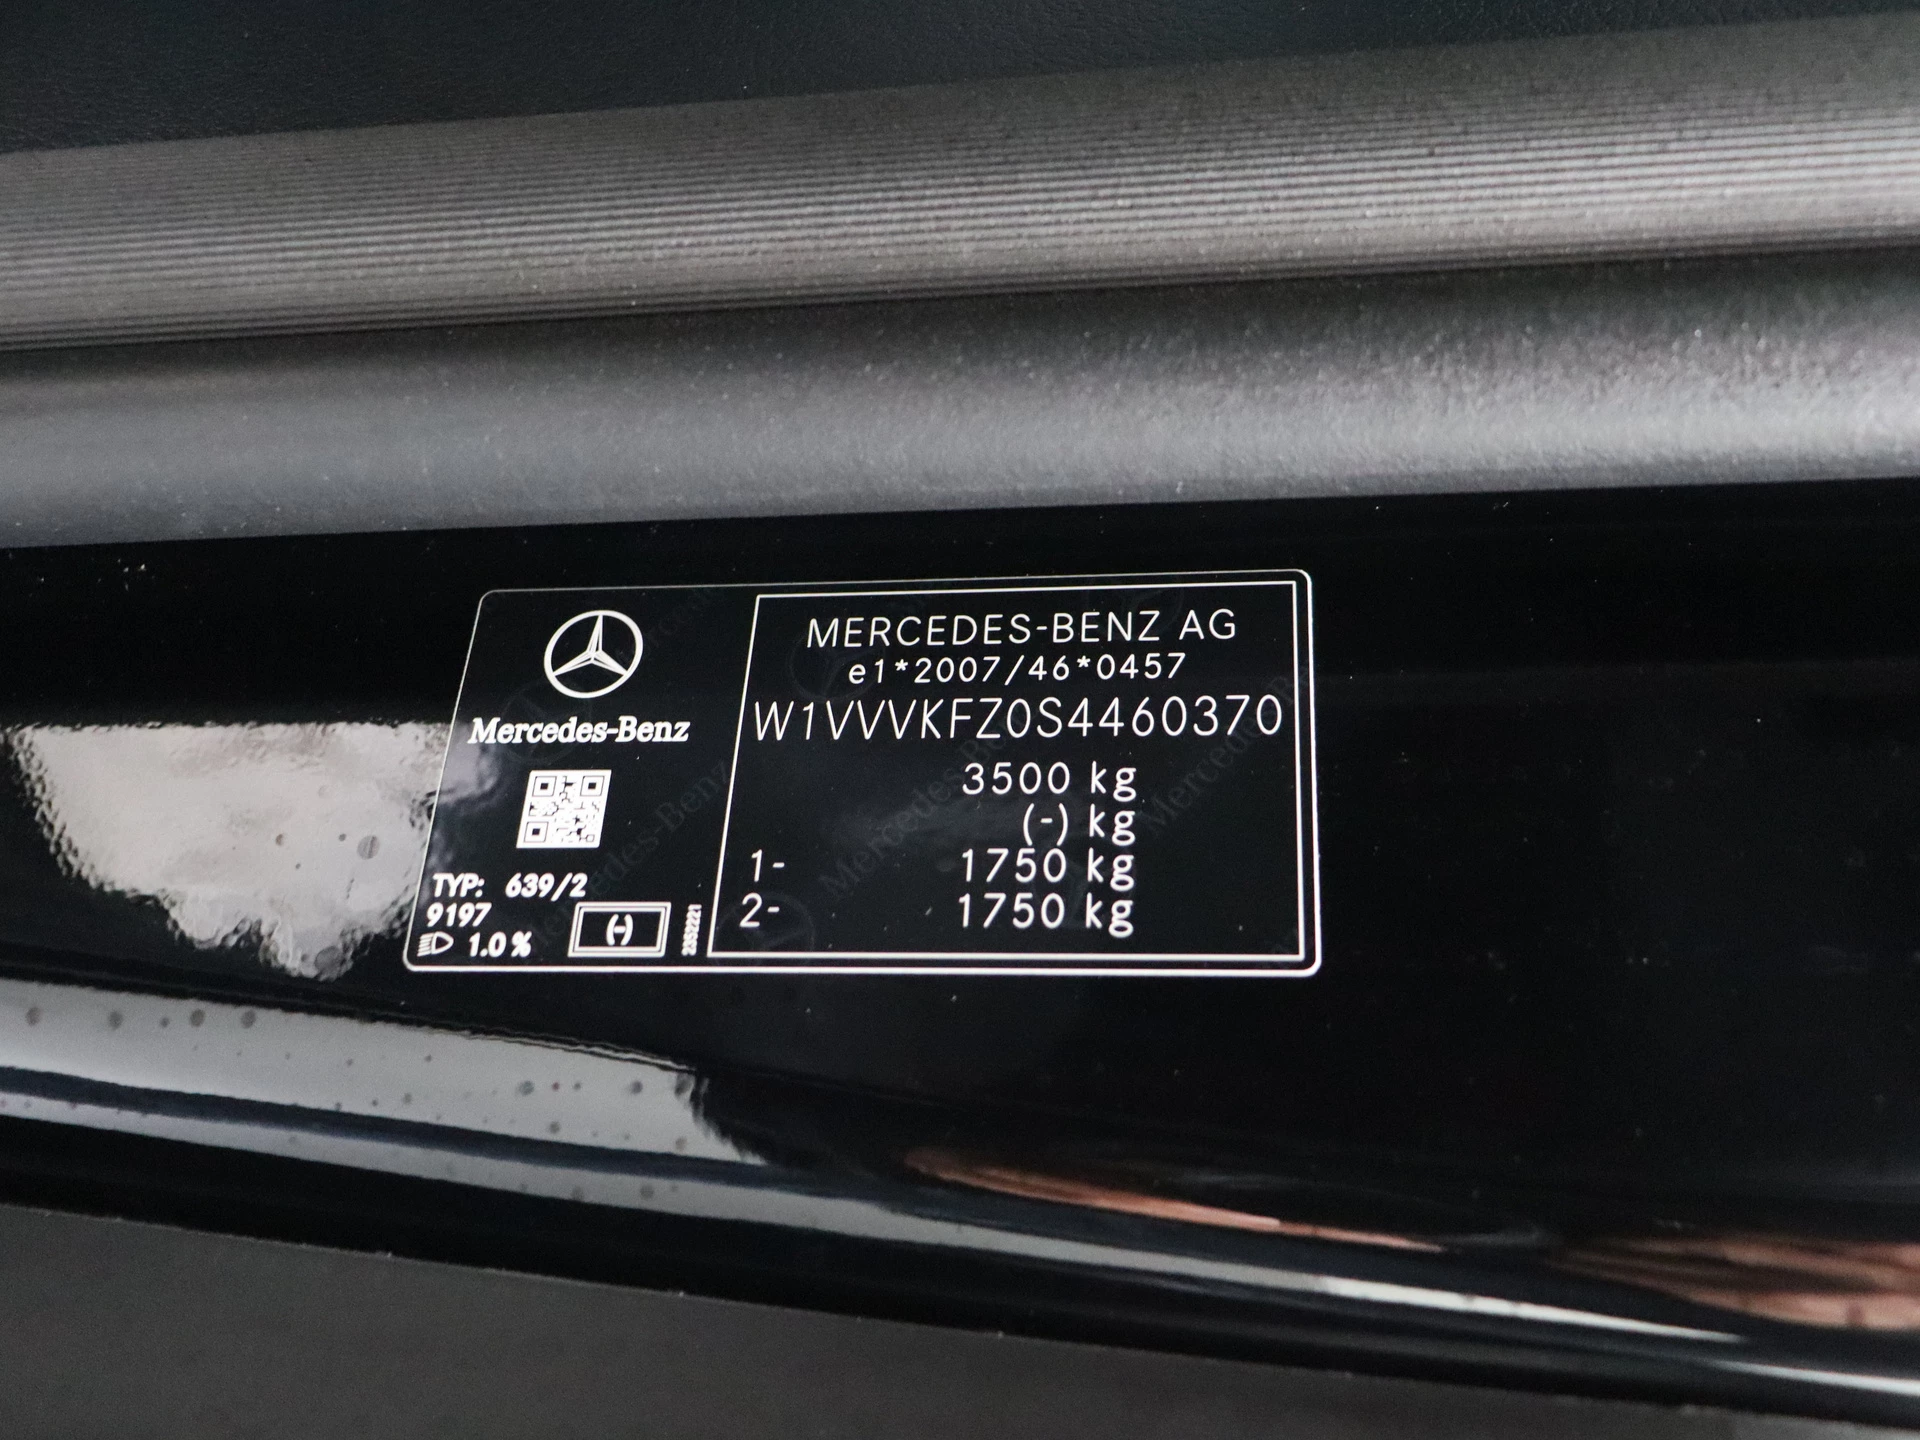 Mercedes-Benz
TYP: 639/2
9197
1.0 %
(-)
2352221
MERCEDES-BENZ AG
e1*2007/46*0457
W1VVVKFZ0S4460370
3500 kg
(-) kg
1- 1750 kg
2- 1750 kg